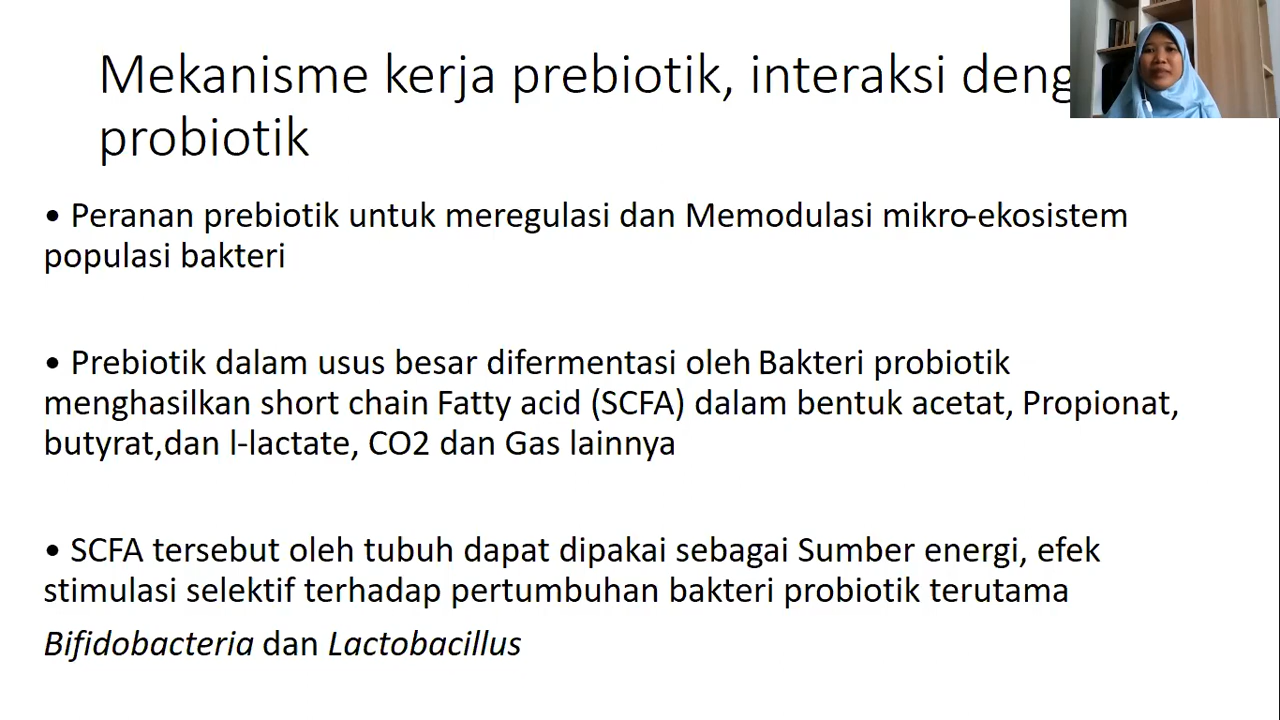 Mekanisme kerja prebiotik, interaksi
probiotik
• Peranan prebiotik untuk meregulasi dan Memodulasi mikro-ekosistem
populasi bakteri
• Prebiotik dalam usus besar difermentasi oleh Bakteri probiotik
menghasilkan short chain Fatty acid (SCFA) dalam bentuk acetat, Propionat,
butyrat,dan l-lactate, CO2 dan Gas lainnya
• SCFA tersebut oleh tubuh dapat dipakai sebagai Sumber energi, efek
stimulasi selektif terhadap pertumbuhan bakteri probiotik terutama
Bifidobacteria dan Lactobacillus